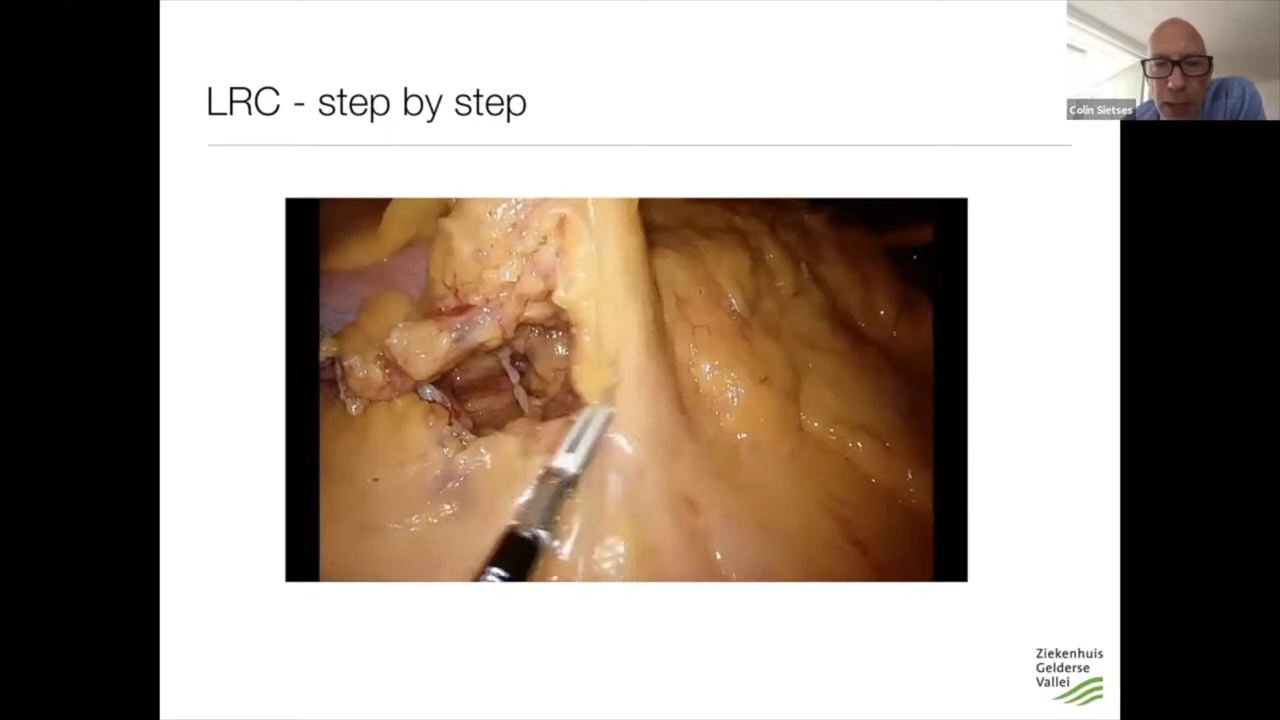 LRC - step by step
Colin Sietses
Ziekenhuis
Gelderse
Vallei